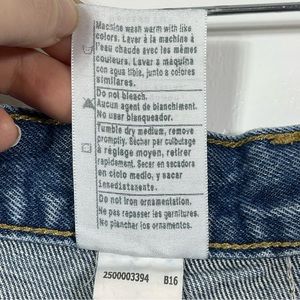 Machine wash warm with like
colors. Laver à la machine à
l'eau chaude avec les mêmes
couleurs. Lavar a máquina
con agua tibia, junto a colores
similares.
Do not bleach.
Aucun agent de blanchiment.
No usar blanqueador.
Tumble dry medium, remove
promptly. Sécher par culbutage
à réglage moyen, retirer
rapidement. Secar en secadora
en ciclo medio, y sacar
inmediatamente.
Do not iron ornamentation.
Ne pas repasser les garnitures.
No planchar los ornamentos.
2500003394 B16